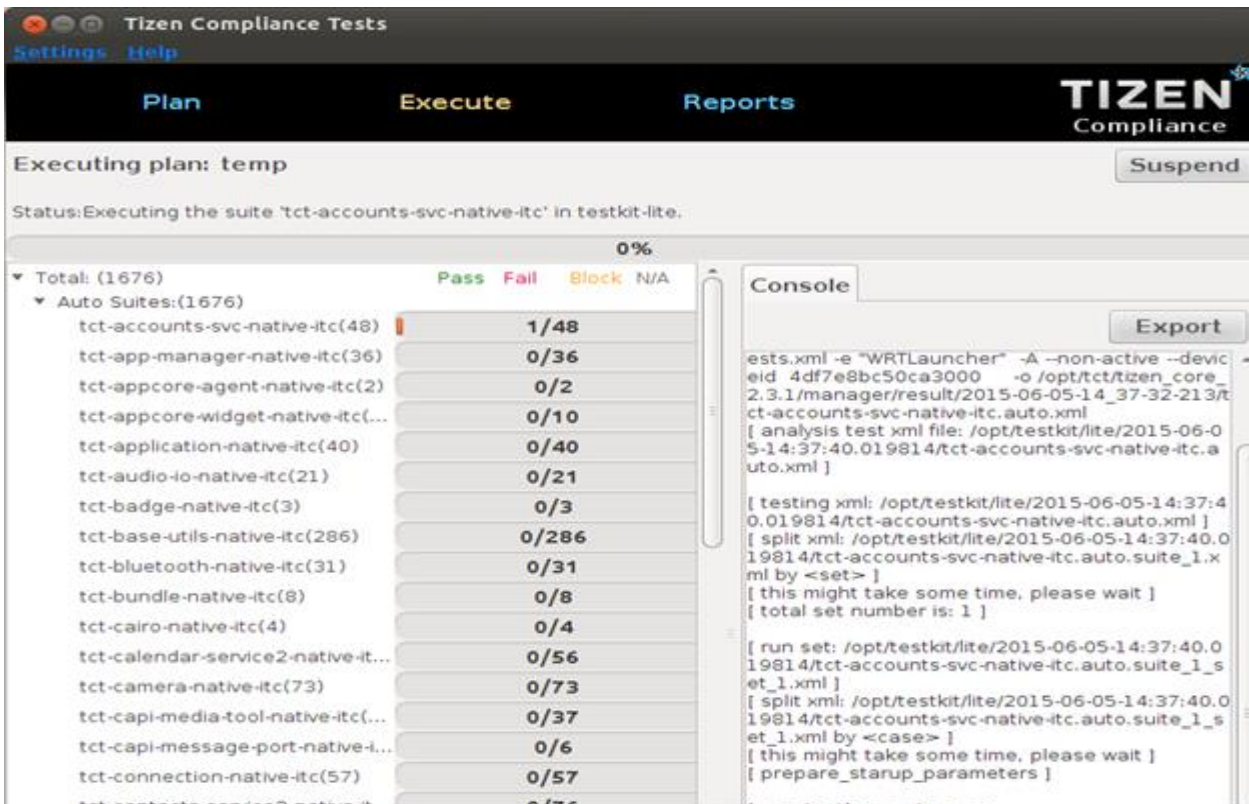 Tizen Compliance Tests
Settings Help
Plan Execute Reports
TIZEN
Compliance
Executing plan: temp Suspend
Status:Executing the suite 'tct-accounts-svc-native-itc' in testkit-lite.
0%
Total: (1676) Pass Fail Block N/A
Auto Suites:(1676)
tct-accounts-svc-native-itc(48) 1/48
tct-app-manager-native-itc(36) 0/36
tct-appcore-agent-native-itc(2) 0/2
tct-appcore-widget-native-itc(... 0/10
tct-application-native-itc(40) 0/40
tct-audio-io-native-itc(21) 0/21
tct-badge-native-itc(3) 0/3
tct-base-utils-native-itc(286) 0/286
tct-bluetooth-native-itc(31) 0/31
tct-bundle-native-itc(8) 0/8
tct-cairo-native-itc(4) 0/4
tct-calendar-service2-native-it... 0/56
tct-camera-native-itc(73) 0/73
tct-capi-media-tool-native-itc(... 0/37
tct-capi-message-port-native-i... 0/6
tct-connection-native-itc(57) 0/57
Console
Export
ests.xml -e "WRTLauncher" -A --non-active --devic
eid 4df7e8bc50ca3000 -o /opt/tct/tizen_core_
2.3.1/manager/result/2015-06-05-14_37-32-213/t
ct-accounts-svc-native-itc.auto.xml
[ analysis test xml file: /opt/testkit/lite/2015-06-0
5-14:37:40.019814/tct-accounts-svc-native-itc.a
uto.xml ]
[ testing xml: /opt/testkit/lite/2015-06-05-14:37:4
0.019814/tct-accounts-svc-native-itc.auto.xml ]
[ split xml: /opt/testkit/lite/2015-06-05-14:37:40.0
19814/tct-accounts-svc-native-itc.auto.suite_1.x
ml by <set> ]
[ this might take some time, please wait ]
[ total set number is: 1 ]
[ run set: /opt/testkit/lite/2015-06-05-14:37:40.0
19814/tct-accounts-svc-native-itc.auto.suite_1_s
et_1.xml ]
[ split xml: /opt/testkit/lite/2015-06-05-14:37:40.0
19814/tct-accounts-svc-native-itc.auto.suite_1_s
et_1.xml by <case> ]
[ this might take some time, please wait ]
[ prepare_starup_parameters ]